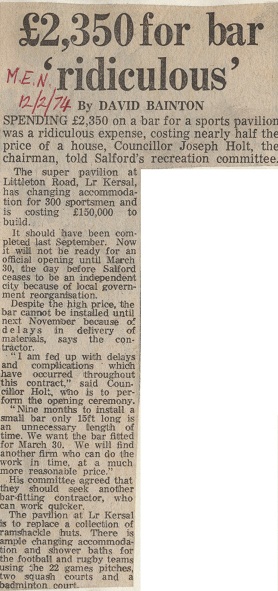 £2,350 for bar
M.E.N. 'ridiculous'
12/2/74 By DAVID BAINTON
SPENDING £2,350 on a bar for a sports pavilion
was a ridiculous expense, costing nearly half the
price of a house, Councillor Joseph Holt, the
chairman, told Salford's recreation committee.
The super pavilion at
Littleton Road, Lr Kersal,
has changing accommoda-
tion for 300 sportsmen and
is costing £150,000 to
build.
It should have been com-
pleted last September. Now
it will not be ready for an
official opening until March
30, the day before Salford
ceases to be an independent
city because of local govern-
ment reorganisation.
Despite the high price, the
bar cannot be installed until
next November because of
delays in delivery of
materials, says the con-
tractor.
"I am fed up with delays
and complications which
have occurred throughout
this contract," said Coun-
cillor Holt, who is to per-
form the opening ceremony.
"Nine months to install a
small bar only 15ft long is
an unnecessary length of
time. We want the bar fitted
for March 30. We will find
another firm who can do the
work in time, at a much
more reasonable price."
His committee agreed that
they should seek another
bar-fitting contractor, who
can work quicker.
The pavilion at Lr Kersal
is to replace a collection of
ramshackle huts. There is
ample changing accommoda-
tion and shower baths for
the football and rugby teams
using the 22 games pitches,
two squash courts and a
badminton court.